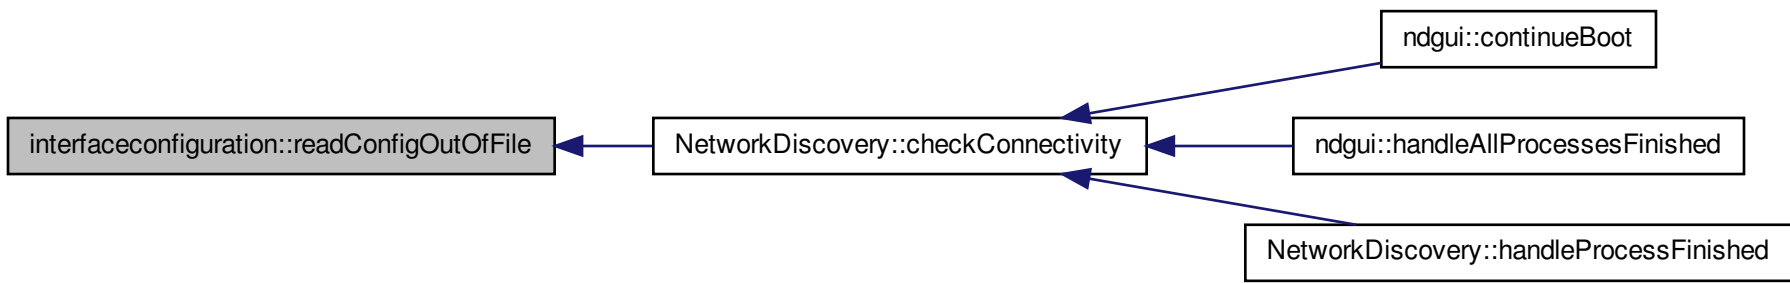 ndgui::continueBoot
interfaceconfiguration::readConfigOutOfFile
NetworkDiscovery::checkConnectivity
ndgui::handleAllProcessesFinished
NetworkDiscovery::handleProcessFinished